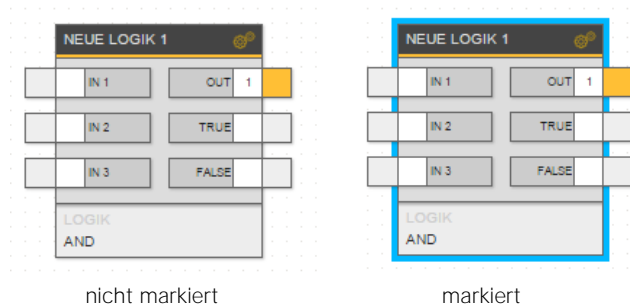 NEUE LOGIK 1
IN 1 OUT 1
IN 2 TRUE
IN 3 FALSE
LOGIK
AND
nicht markiert
NEUE LOGIK 1
IN 1 OUT 1
IN 2 TRUE
IN 3 FALSE
LOGIK
AND
markiert